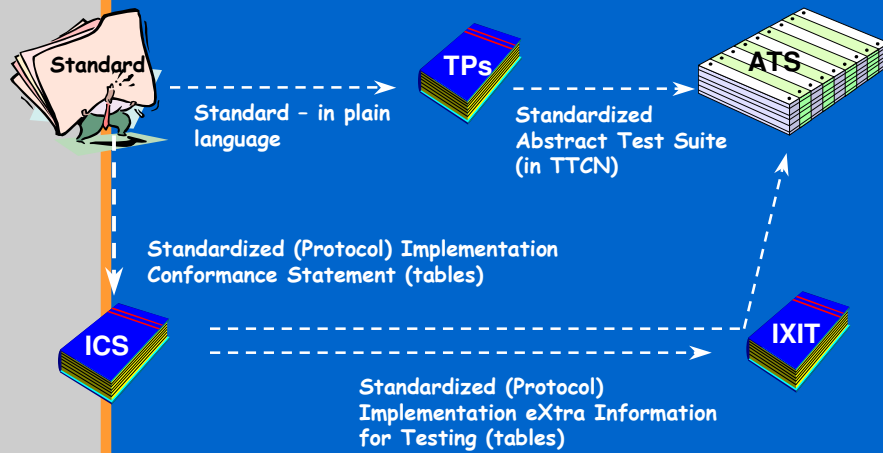 Standard
TPs
ATS
Standard - in plain
language
Standardized
Abstract Test Suite
(in TTCN)
Standardized (Protocol) Implementation
Conformance Statement (tables)
ICS
IXIT
Standardized (Protocol)
Implementation eXtra Information
for Testing (tables)